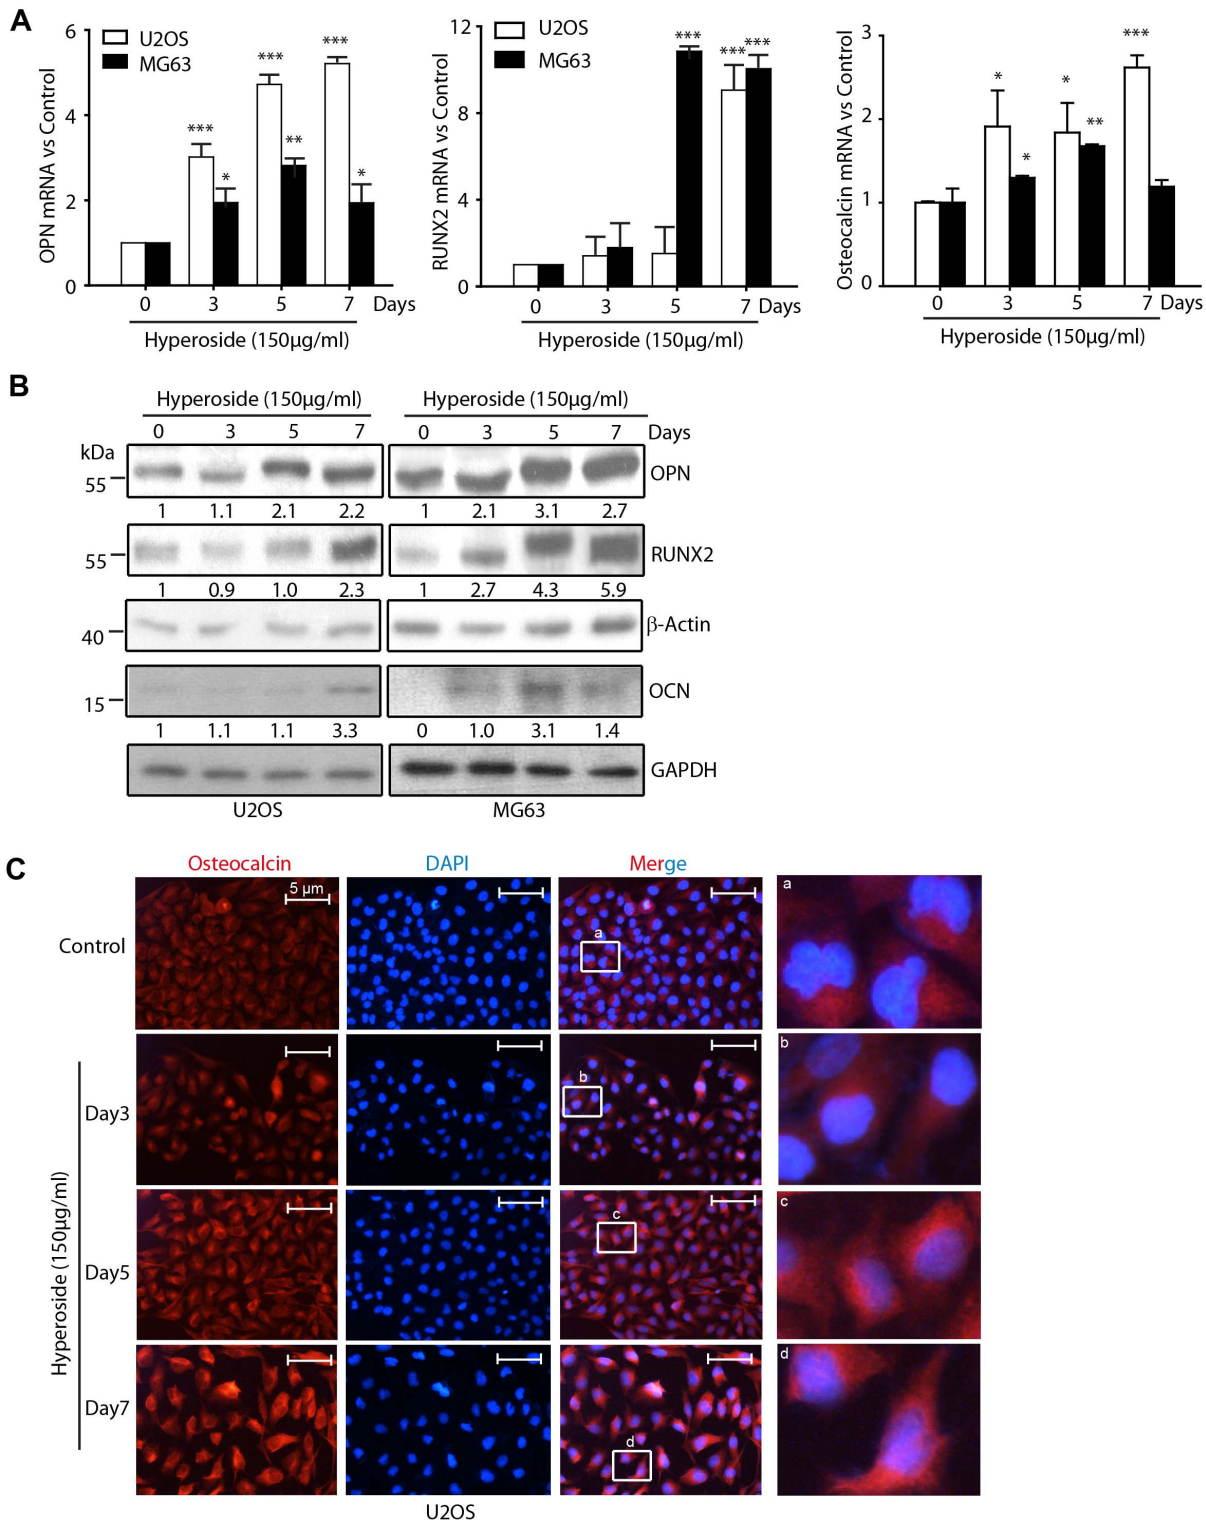 A
OPN mRNA vs Control
6
4
2
0
U2OS
MG63
***
*
***
**
***
*
0 3 5 7 Days
Hyperoside (150µg/ml)
RUNX2 mRNA vs Control
12
8
4
0
U2OS
MG63
***
***
***
0 3 5 7 Days
Hyperoside (150µg/ml)
Osteocalcin mRNA vs Control
3
2
1
0
*
*
*
**
***
0 3 5 7 Days
Hyperoside (150µg/ml)
B
Hyperoside (150µg/ml) Hyperoside (150µg/ml)
0 3 5 7 0 3 5 7 Days
kDa
55 OPN
1 1.1 2.1 2.2 1 2.1 3.1 2.7
55 RUNX2
1 0.9 1.0 2.3 1 2.7 4.3 5.9
40 β-Actin
15 OCN
1 1.1 1.1 3.3 0 1.0 3.1 1.4
GAPDH
U2OS MG63
C
Osteocalcin DAPI Merge
5 µm
a
a
Control
b
b
Day3
c
c
Day5
d
d
Day7
Hyperoside (150µg/ml)
U2OS